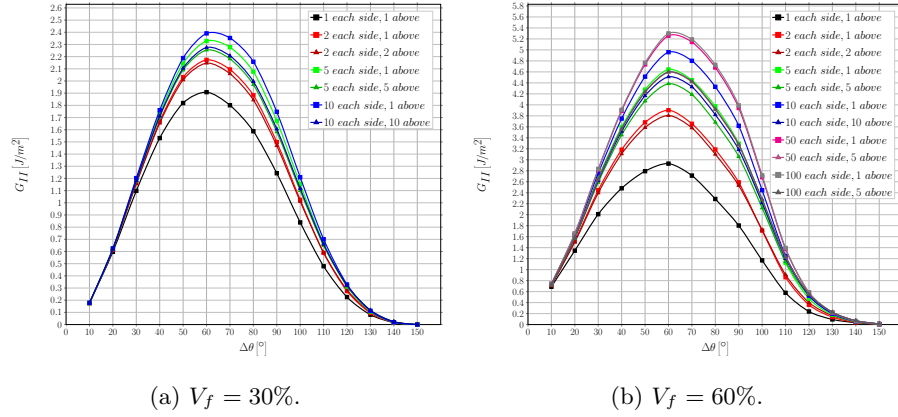 2.5
2.4
2.3
2.2
2.1
2
1.9
1.8
1.7
1.6
1.5
1.4
1.3
1.2
1.1
1
0.9
0.8
0.7
0.6
0.5
0.4
0.3
0.2
0.1
0
G_{II} [J/m²]
0 10 20 30 40 50 60 70 80 90 100 110 120 130 140 150
Δθ [°]
1 each side, 1 above
2 each side, 1 above
2 each side, 2 above
5 each side, 1 above
5 each side, 5 above
10 each side, 1 above
10 each side, 10 above
(a) V_f = 30%.
5.8
5.6
5.4
5.2
5
4.8
4.6
4.4
4.2
4
3.8
3.6
3.4
3.2
3
2.8
2.6
2.4
2.2
2
1.8
1.6
1.4
1.2
1
0.8
0.6
0.4
0.2
0
G_{II} [J/m²]
0 10 20 30 40 50 60 70 80 90 100 110 120 130 140 150
Δθ [°]
1 each side, 1 above
2 each side, 1 above
2 each side, 2 above
5 each side, 1 above
5 each side, 5 above
10 each side, 1 above
10 each side, 10 above
50 each side, 1 above
50 each side, 5 above
100 each side, 1 above
100 each side, 5 above
(b) V_f = 60%.